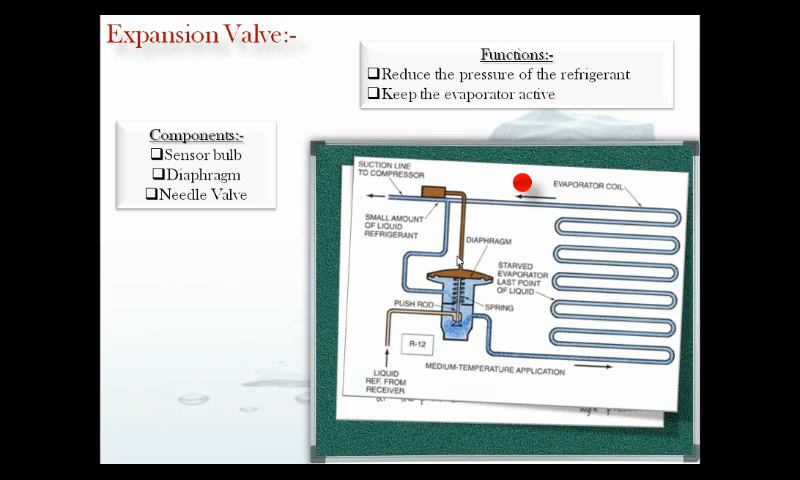 Expansion Valve:-
Functions:-
Reduce the pressure of the refrigerant
Keep the evaporator active
Components:-
Sensor bulb
Diaphragm
Needle Valve
SUCTION LINE
TO COMPRESSOR
EVAPORATOR COIL
SMALL AMOUNT
OF LIQUID
REFRIGERANT
DIAPHRAGM
STARVED
EVAPORATOR
LAST POINT
OF LIQUID
PUSH ROD
SPRING
R-12
LIQUID
REF. FROM
RECEIVER
MEDIUM-TEMPERATURE APPLICATION